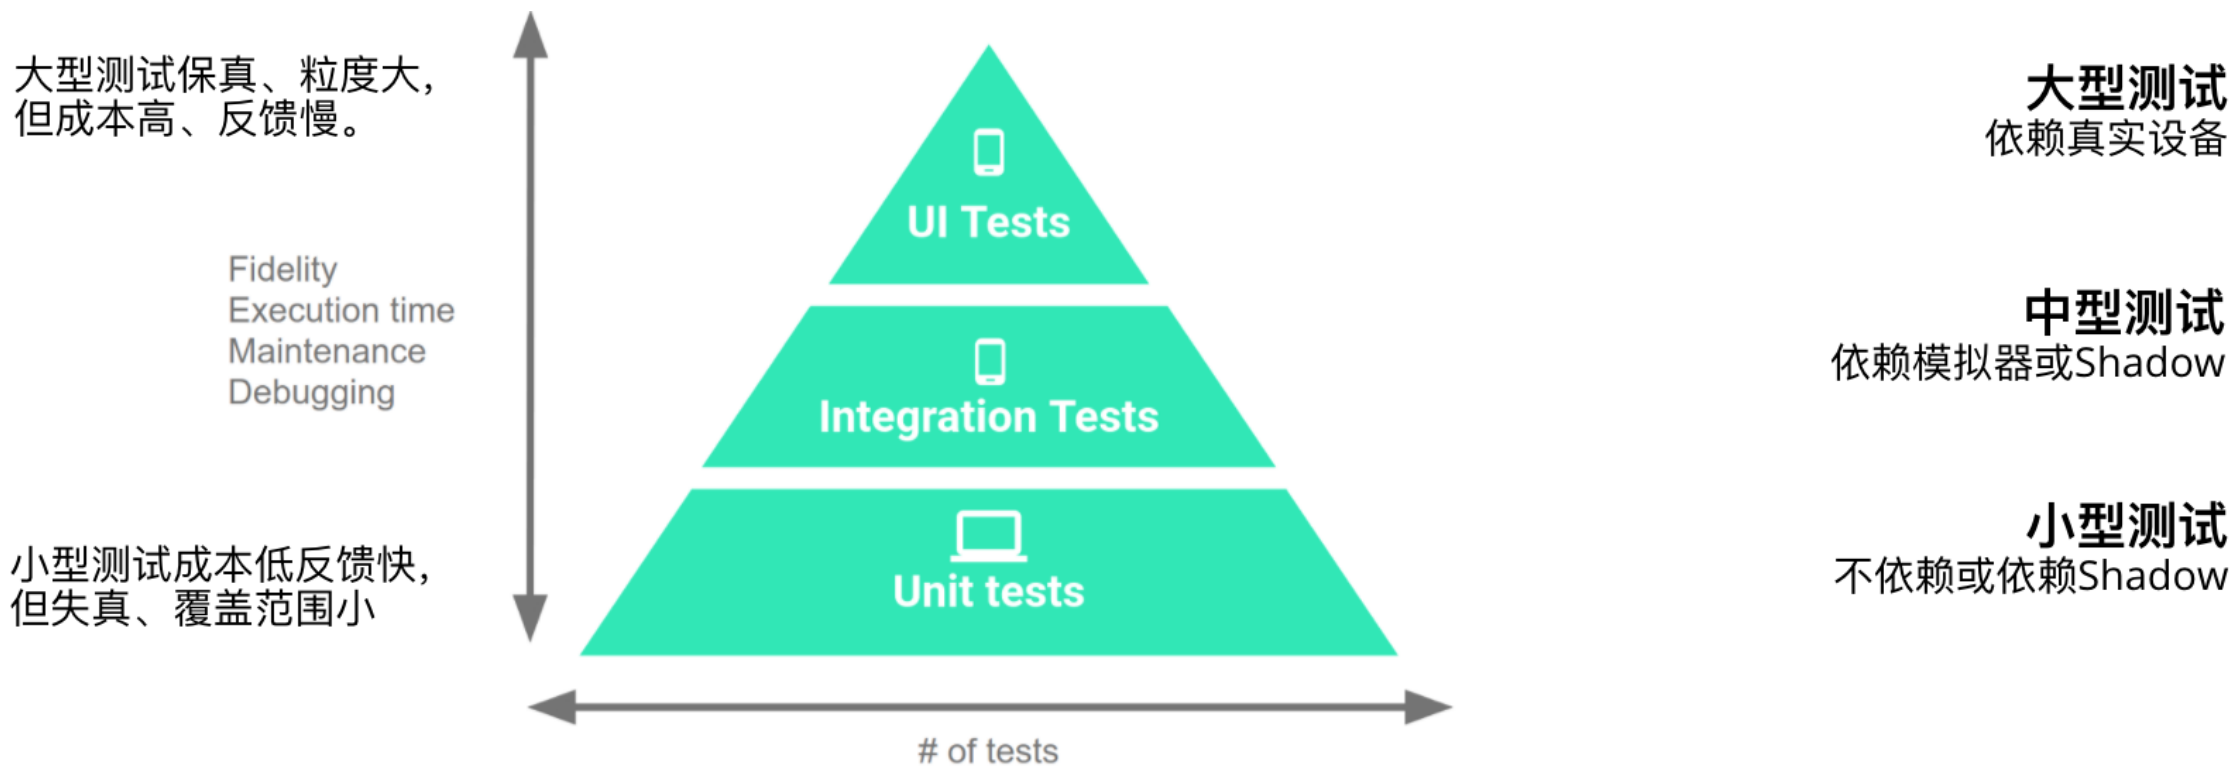 大型测试保真、粒度大，
但成本高、反馈慢。
Fidelity
Execution time
Maintenance
Debugging
小型测试成本低反馈快，
但失真、覆盖范围小
UI Tests
Integration Tests
Unit tests
# of tests
大型测试
依赖真实设备
中型测试
依赖模拟器或Shadow
小型测试
不依赖或依赖Shadow